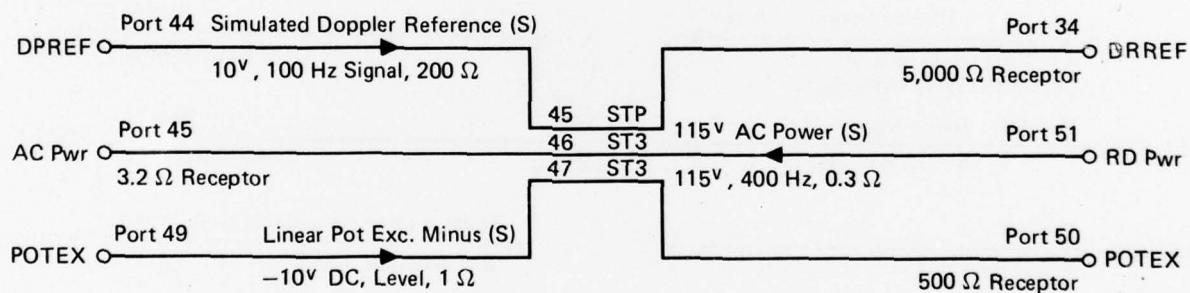 Port 44 Simulated Doppler Reference (S) Port 34
DPREF DRREF
10V, 100 Hz Signal, 200 Ω 5,000 Ω Receptor
45 STP
Port 45 46 ST3 115V AC Power (S) Port 51
AC Pwr RD Pwr
3.2 Ω Receptor 47 ST3 115V, 400 Hz, 0.3 Ω
Port 49 Linear Pot Exc. Minus (S) Port 50
POTEX POTEX
−10V DC, Level, 1 Ω 500 Ω Receptor